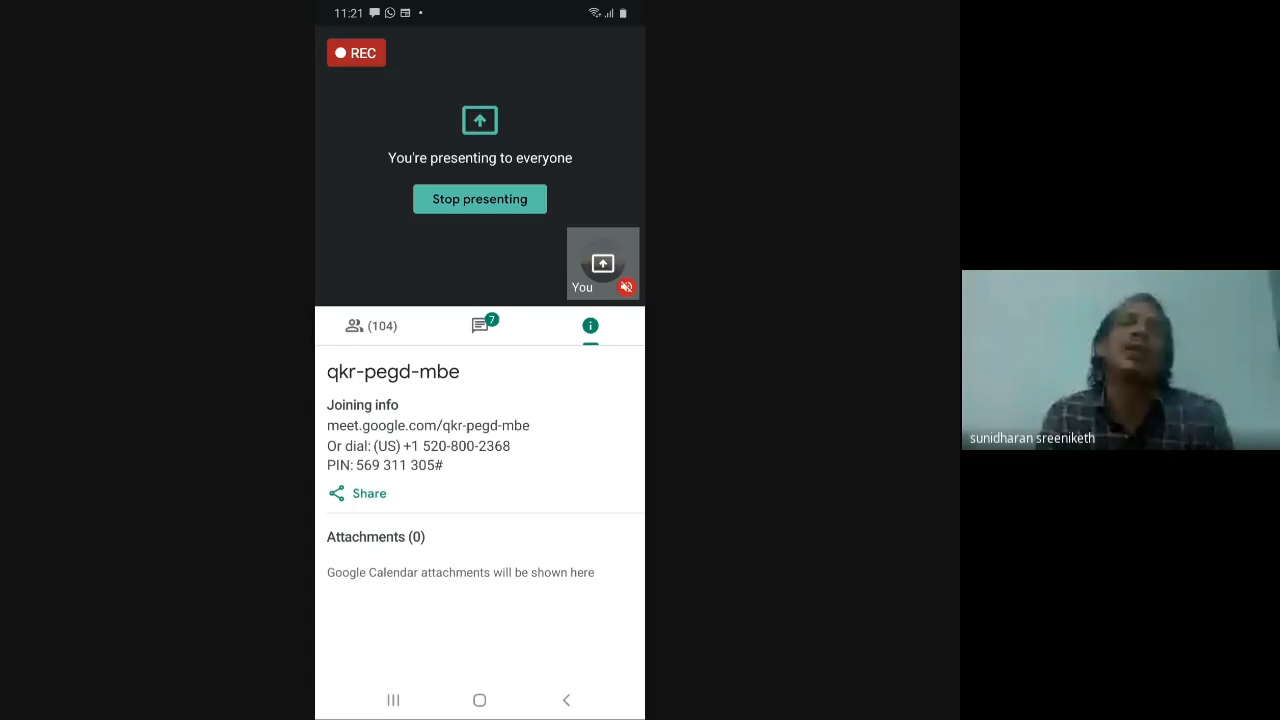 11:21
REC
You're presenting to everyone
Stop presenting
You
(104)
7
qkr-pegd-mbe
Joining info
meet.google.com/qkr-pegd-mbe
Or dial: (US) +1 520-800-2368
PIN: 569 311 305#
Share
Attachments (0)
Google Calendar attachments will be shown here
sunidharan sreeniketh